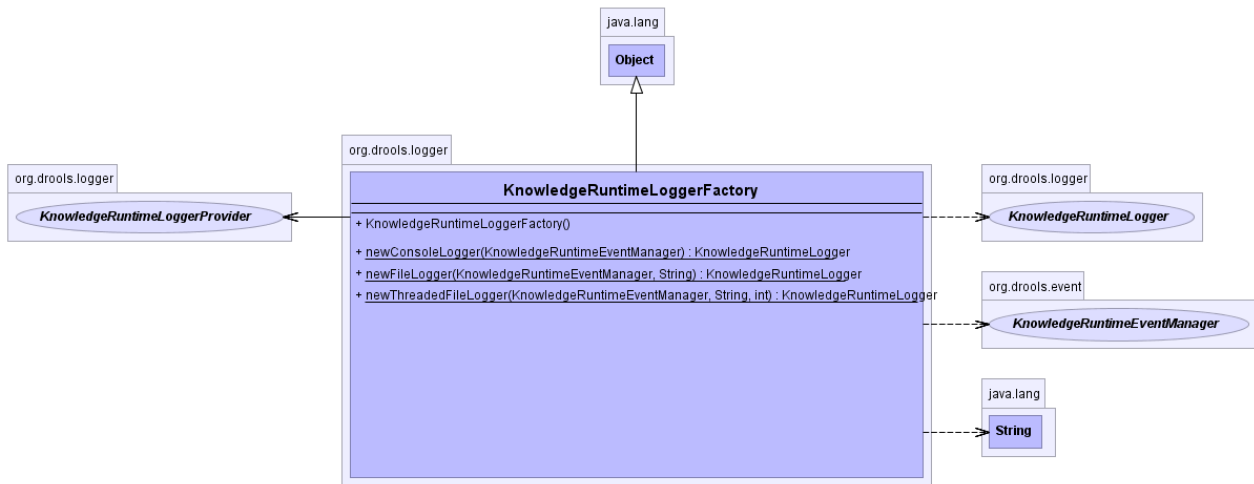 java.lang
Object
org.drools.logger
KnowledgeRuntimeLoggerProvider
org.drools.logger
KnowledgeRuntimeLoggerFactory
+ KnowledgeRuntimeLoggerFactory()
+ newConsoleLogger(KnowledgeRuntimeEventManager) : KnowledgeRuntimeLogger
+ newFileLogger(KnowledgeRuntimeEventManager, String) : KnowledgeRuntimeLogger
+ newThreadedFileLogger(KnowledgeRuntimeEventManager, String, int) : KnowledgeRuntimeLogger
org.drools.logger
KnowledgeRuntimeLogger
org.drools.event
KnowledgeRuntimeEventManager
java.lang
String